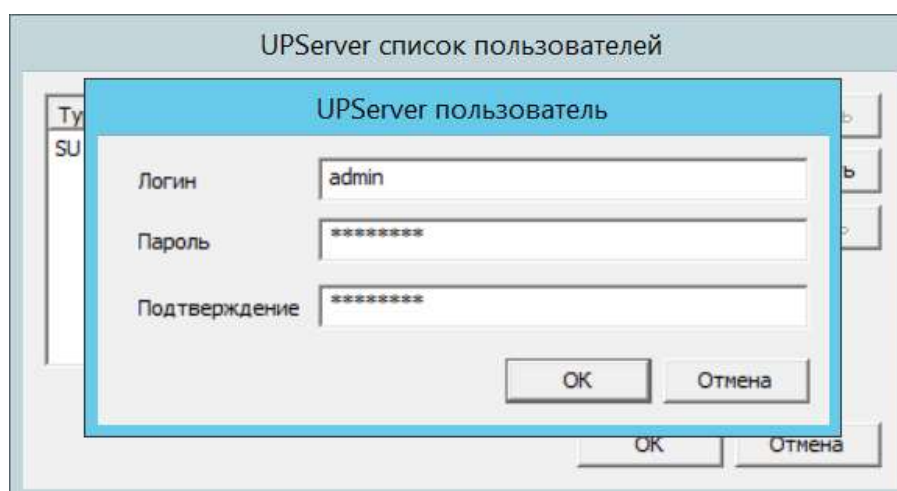 UPServer список пользователей
UPServer пользователь
SU
Логин
admin
Пароль
********
Подтверждение
********
OK
Отмена
OK
Отмена